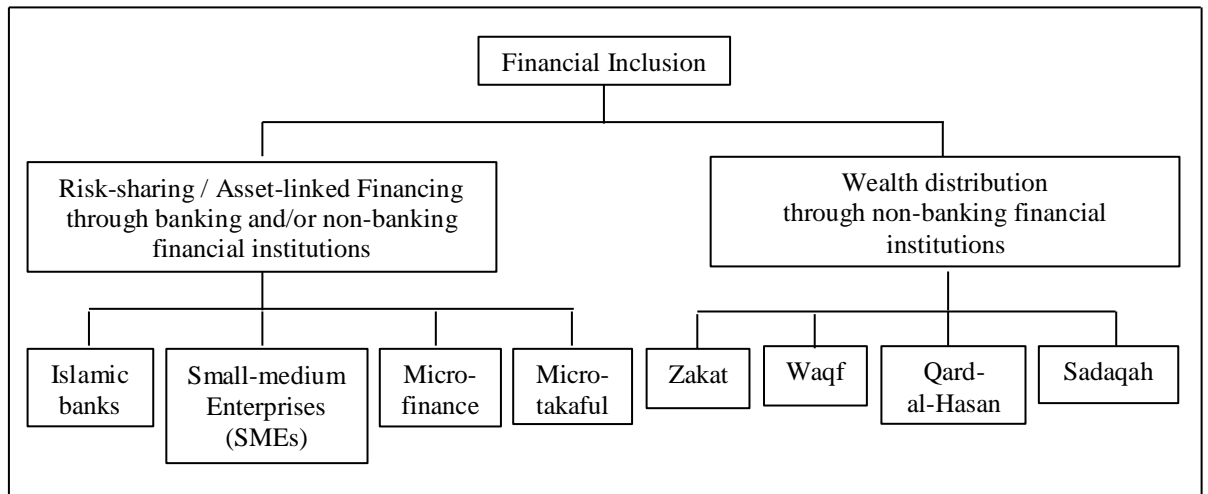 Financial Inclusion
Risk-sharing / Asset-linked Financing
through banking and/or non-banking
financial institutions
Wealth distribution
through non-banking financial
institutions
Islamic
banks
Small-medium
Enterprises
(SMEs)
Micro-
finance
Micro-
takaful
Zakat
Waqf
Qard-
al-Hasan
Sadaqah